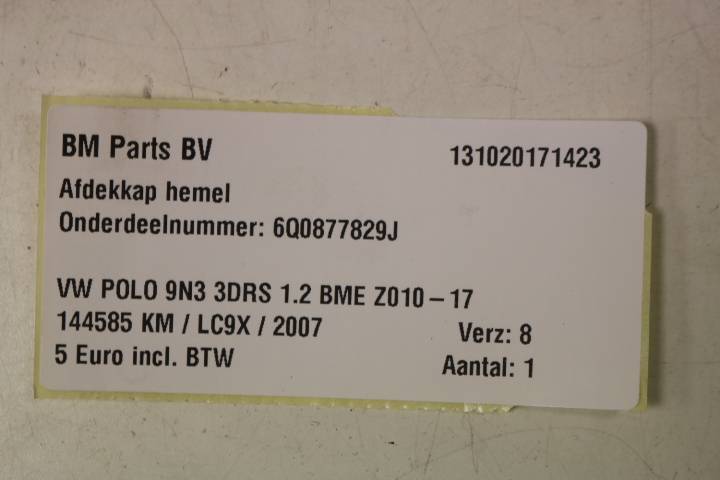 BM Parts BV 131020171423
Afdekkap hemel
Onderdeelnummer: 6Q0877829J
VW POLO 9N3 3DRS 1.2 BME Z010-17
144585 KM / LC9X / 2007 Verz: 8
5 Euro incl. BTW Aantal: 1